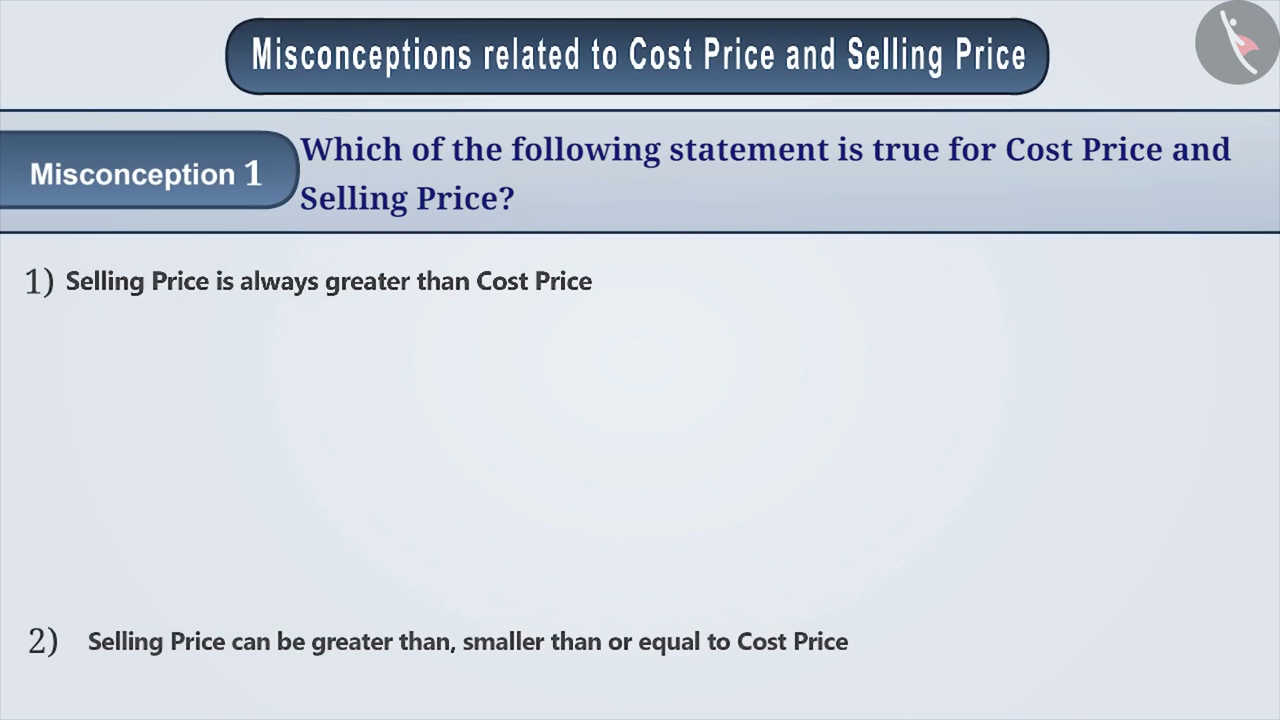 Misconceptions related to Cost Price and Selling Price
Misconception 1
Which of the following statement is true for Cost Price and
Selling Price?
1) Selling Price is always greater than Cost Price
2) Selling Price can be greater than, smaller than or equal to Cost Price